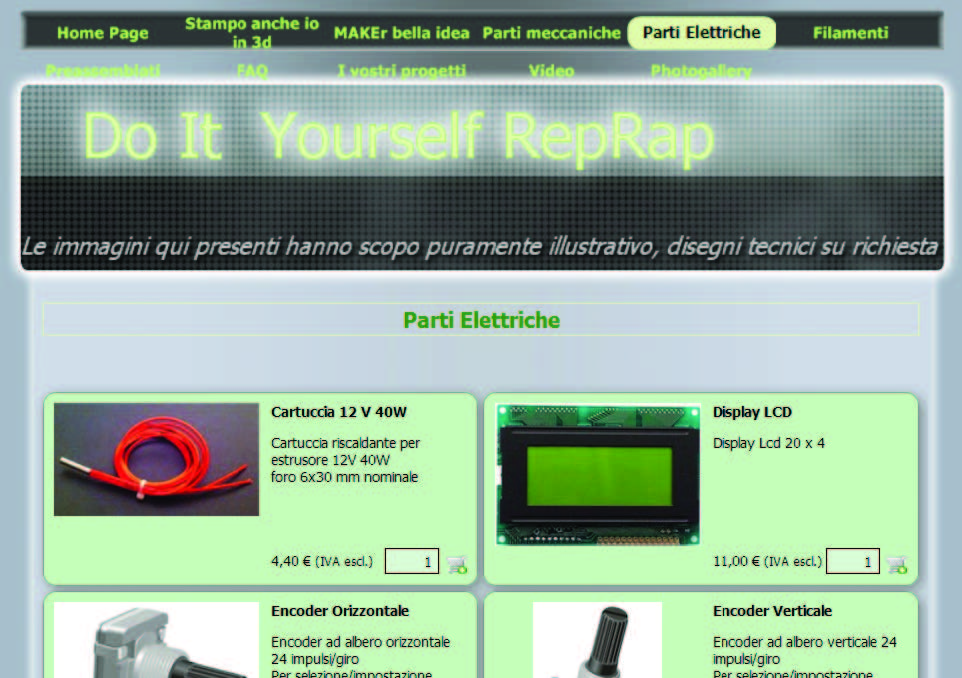 Home Page
Stampo anche io
in 3d
MAKEr bella idea
Parti meccaniche
Parti Elettriche
Filamenti
Preassemblati
FAQ
I vostri progetti
Video
Photogallery
Do It Yourself RepRap
Le immagini qui presenti hanno scopo puramente illustrativo, disegni tecnici su richiesta
Parti Elettriche
Cartuccia 12 V 40W
Cartuccia riscaldante per
estrusore 12V 40W
foro 6x30 mm nominale
4,40 € (IVA escl.) 1
Display LCD
Display Lcd 20 x 4
11,00 € (IVA escl.) 1
Encoder Orizzontale
Encoder ad albero orizzontale
24 impulsi/giro
Per selezione/impostazione
Encoder Verticale
Encoder ad albero verticale 24
impulsi/giro
Per selezione/impostazione